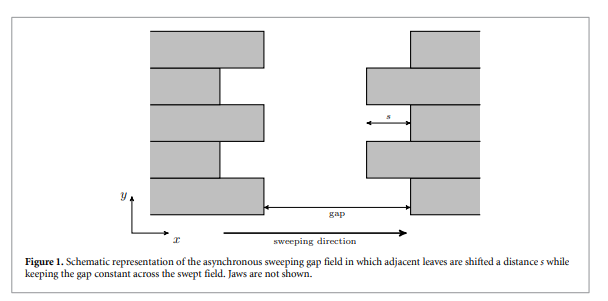 s
gap
y
x
sweeping direction
Figure 1. Schematic representation of the asynchronous sweeping gap field in which adjacent leaves are shifted a distance s while
keeping the gap constant across the swept field. Jaws are not shown.